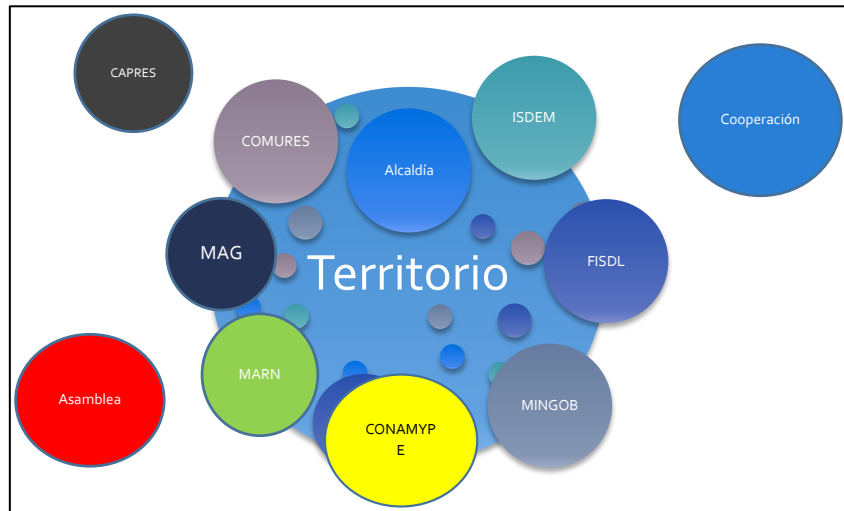 CAPRES
COMURES
Alcaldía
ISDEM
Cooperación
MAG
Territorio
FISDL
MARN
Asamblea
CONAMYP
E
MINGOB